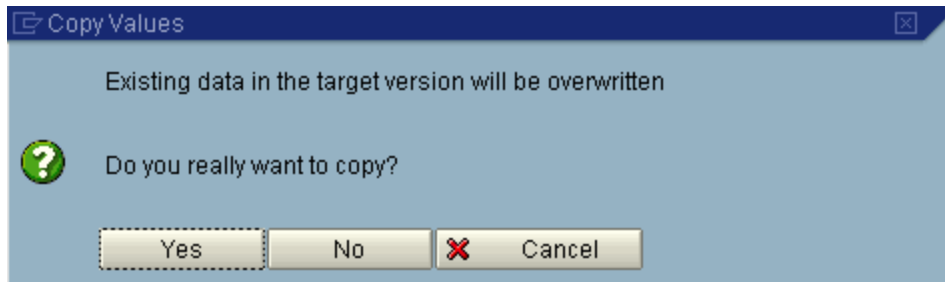 Copy Values
Existing data in the target version will be overwritten
Do you really want to copy?
Yes No Cancel